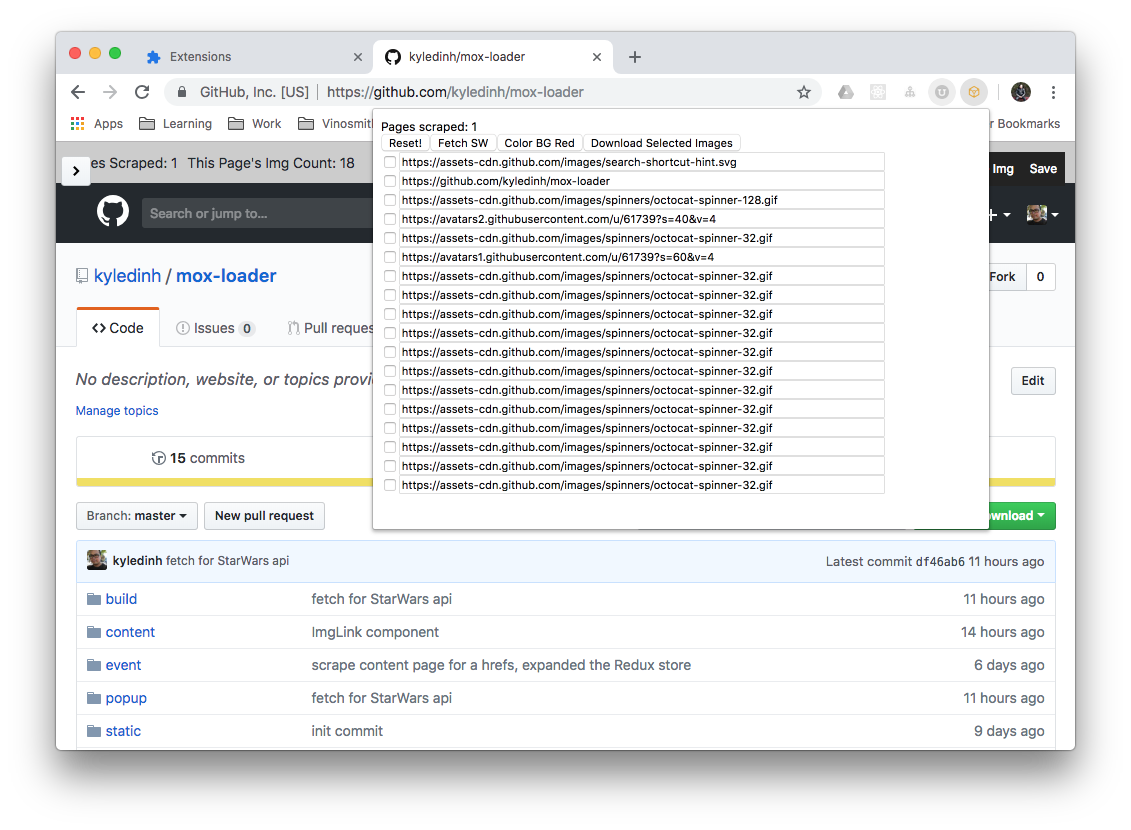 Extensions
kyledinh/mox-loader
GitHub, Inc. [US] https://github.com/kyledinh/mox-loader
Apps Learning Work Vinosmith r Bookmarks
Pages scraped: 1
Reset! Fetch SW Color BG Red Download Selected Images
https://assets-cdn.github.com/images/search-shortcut-hint.svg
https://github.com/kyledinh/mox-loader
https://assets-cdn.github.com/images/spinners/octocat-spinner-128.gif
https://avatars2.githubusercontent.com/u/61739?s=40&v=4
https://assets-cdn.github.com/images/spinners/octocat-spinner-32.gif
https://avatars1.githubusercontent.com/u/61739?s=60&v=4
https://assets-cdn.github.com/images/spinners/octocat-spinner-32.gif
https://assets-cdn.github.com/images/spinners/octocat-spinner-32.gif
https://assets-cdn.github.com/images/spinners/octocat-spinner-32.gif
https://assets-cdn.github.com/images/spinners/octocat-spinner-32.gif
https://assets-cdn.github.com/images/spinners/octocat-spinner-32.gif
https://assets-cdn.github.com/images/spinners/octocat-spinner-32.gif
https://assets-cdn.github.com/images/spinners/octocat-spinner-32.gif
https://assets-cdn.github.com/images/spinners/octocat-spinner-32.gif
https://assets-cdn.github.com/images/spinners/octocat-spinner-32.gif
https://assets-cdn.github.com/images/spinners/octocat-spinner-32.gif
https://assets-cdn.github.com/images/spinners/octocat-spinner-32.gif
https://assets-cdn.github.com/images/spinners/octocat-spinner-32.gif
es Scraped: 1 This Page's Img Count: 18 Img Save
Search or jump to...
kyledinh / mox-loader Fork 0
Code Issues 0 Pull reques
No description, website, or topics provi Edit
Manage topics
15 commits
Branch: master New pull request wnload
kyledinh fetch for StarWars api Latest commit df46ab6 11 hours ago
build fetch for StarWars api 11 hours ago
content ImgLink component 14 hours ago
event scrape content page for a hrefs, expanded the Redux store 6 days ago
popup fetch for StarWars api 11 hours ago
static init commit 9 days ago